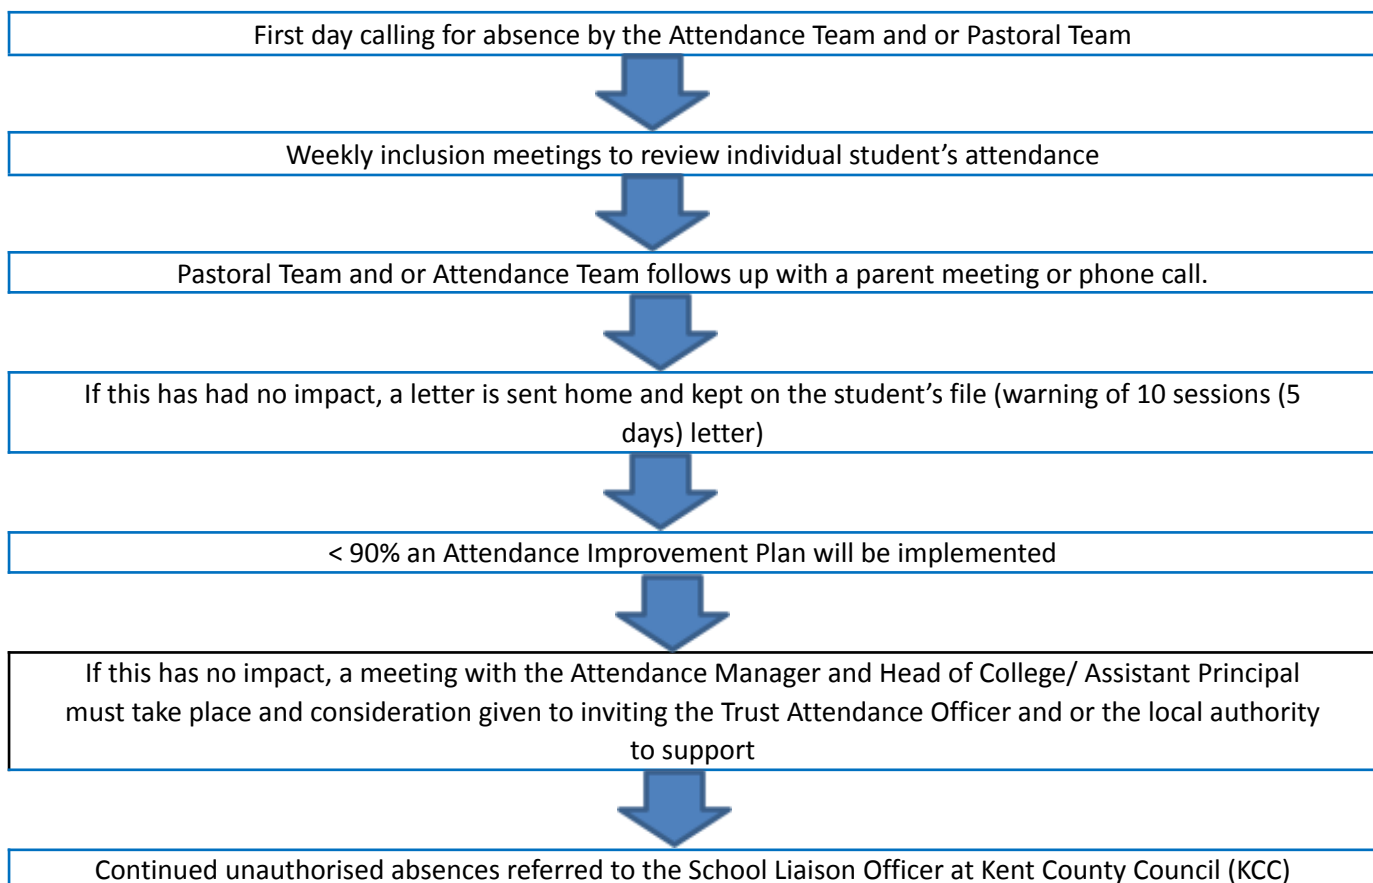 First day calling for absence by the Attendance Team and or Pastoral Team
Weekly inclusion meetings to review individual student’s attendance
Pastoral Team and or Attendance Team follows up with a parent meeting or phone call.
If this has had no impact, a letter is sent home and kept on the student’s file (warning of 10 sessions (5
days) letter)
< 90% an Attendance Improvement Plan will be implemented
If this has no impact, a meeting with the Attendance Manager and Head of College/ Assistant Principal
must take place and consideration given to inviting the Trust Attendance Officer and or the local authority
to support
Continued unauthorised absences referred to the School Liaison Officer at Kent County Council (KCC)